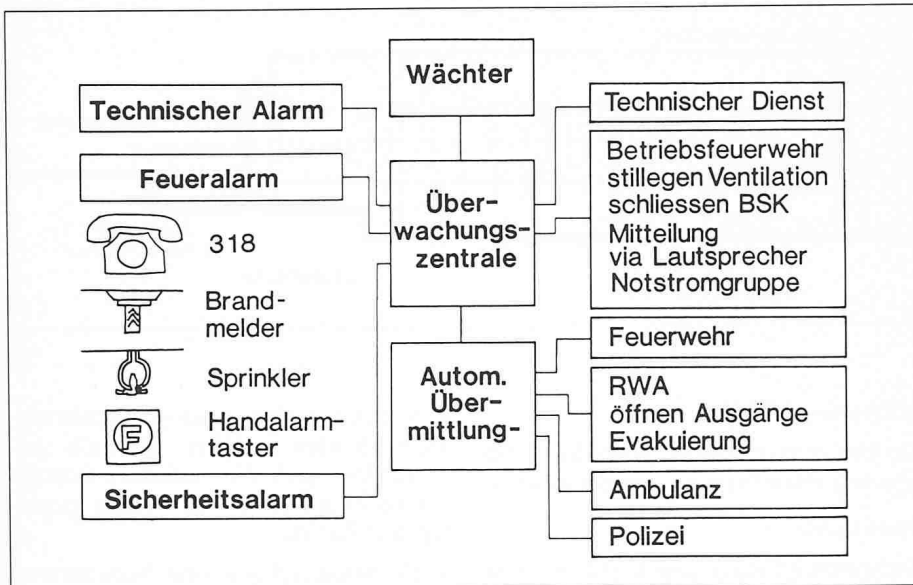 Wächter
Technischer Alarm
Feueralarm
318
Brand-
melder
Sprinkler
F
Handalarm-
taster
Sicherheitsalarm
Über-
wachungs-
zentrale
Autom.
Über-
mittlung-
Technischer Dienst
Betriebsfeuerwehr
stillegen Ventilation
schliessen BSK
Mitteilung
via Lautsprecher
Notstromgruppe
Feuerwehr
RWA
öffnen Ausgänge
Evakuierung
Ambulanz
Polizei